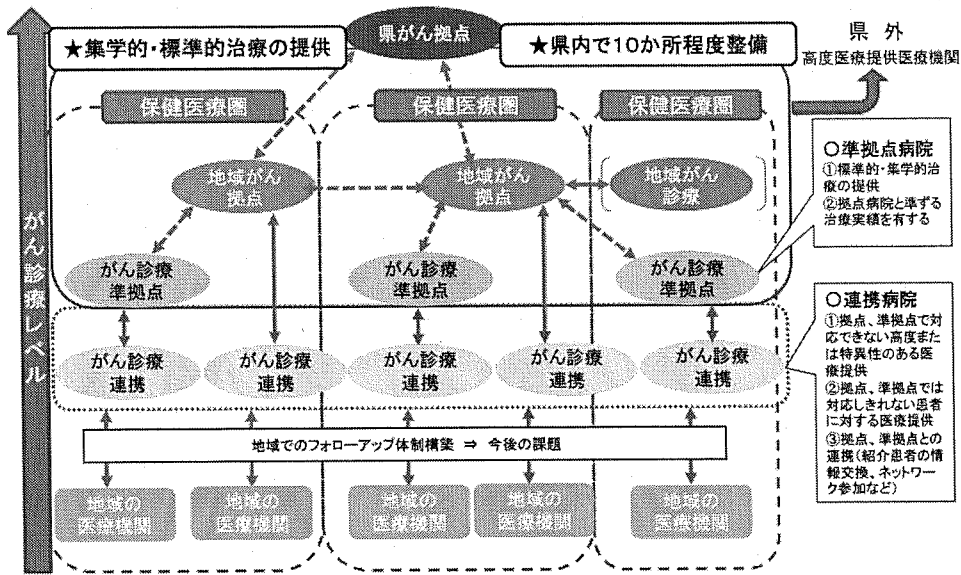 県がん拠点
★集学的・標準的治療の提供
★県内で10か所程度整備
県 外
高度医療提供医療機関
がん診療レベル
保健医療圏
保健医療圏
保健医療圏
地域がん
拠点
地域がん
拠点
地域がん
診療
がん診療
準拠点
がん診療
準拠点
がん診療
準拠点
○準拠点病院
①標準的・集学的治
療の提供
②拠点病院と準ずる
治療実績を有する
がん診療
連携
がん診療
連携
がん診療
連携
がん診療
連携
がん診療
連携
○連携病院
①拠点、準拠点で対
応できない高度また
は特異性のある医
療提供
②拠点、準拠点では
対応しきれない患者
に対する医療提供
③拠点、準拠点との
連携(紹介患者の情
報交換、ネットワー
ク参加など)
地域でのフォローアップ体制構築 ⇒ 今後の課題
地域の
医療機関
地域の
医療機関
地域の
医療機関
地域の
医療機関
地域の
医療機関